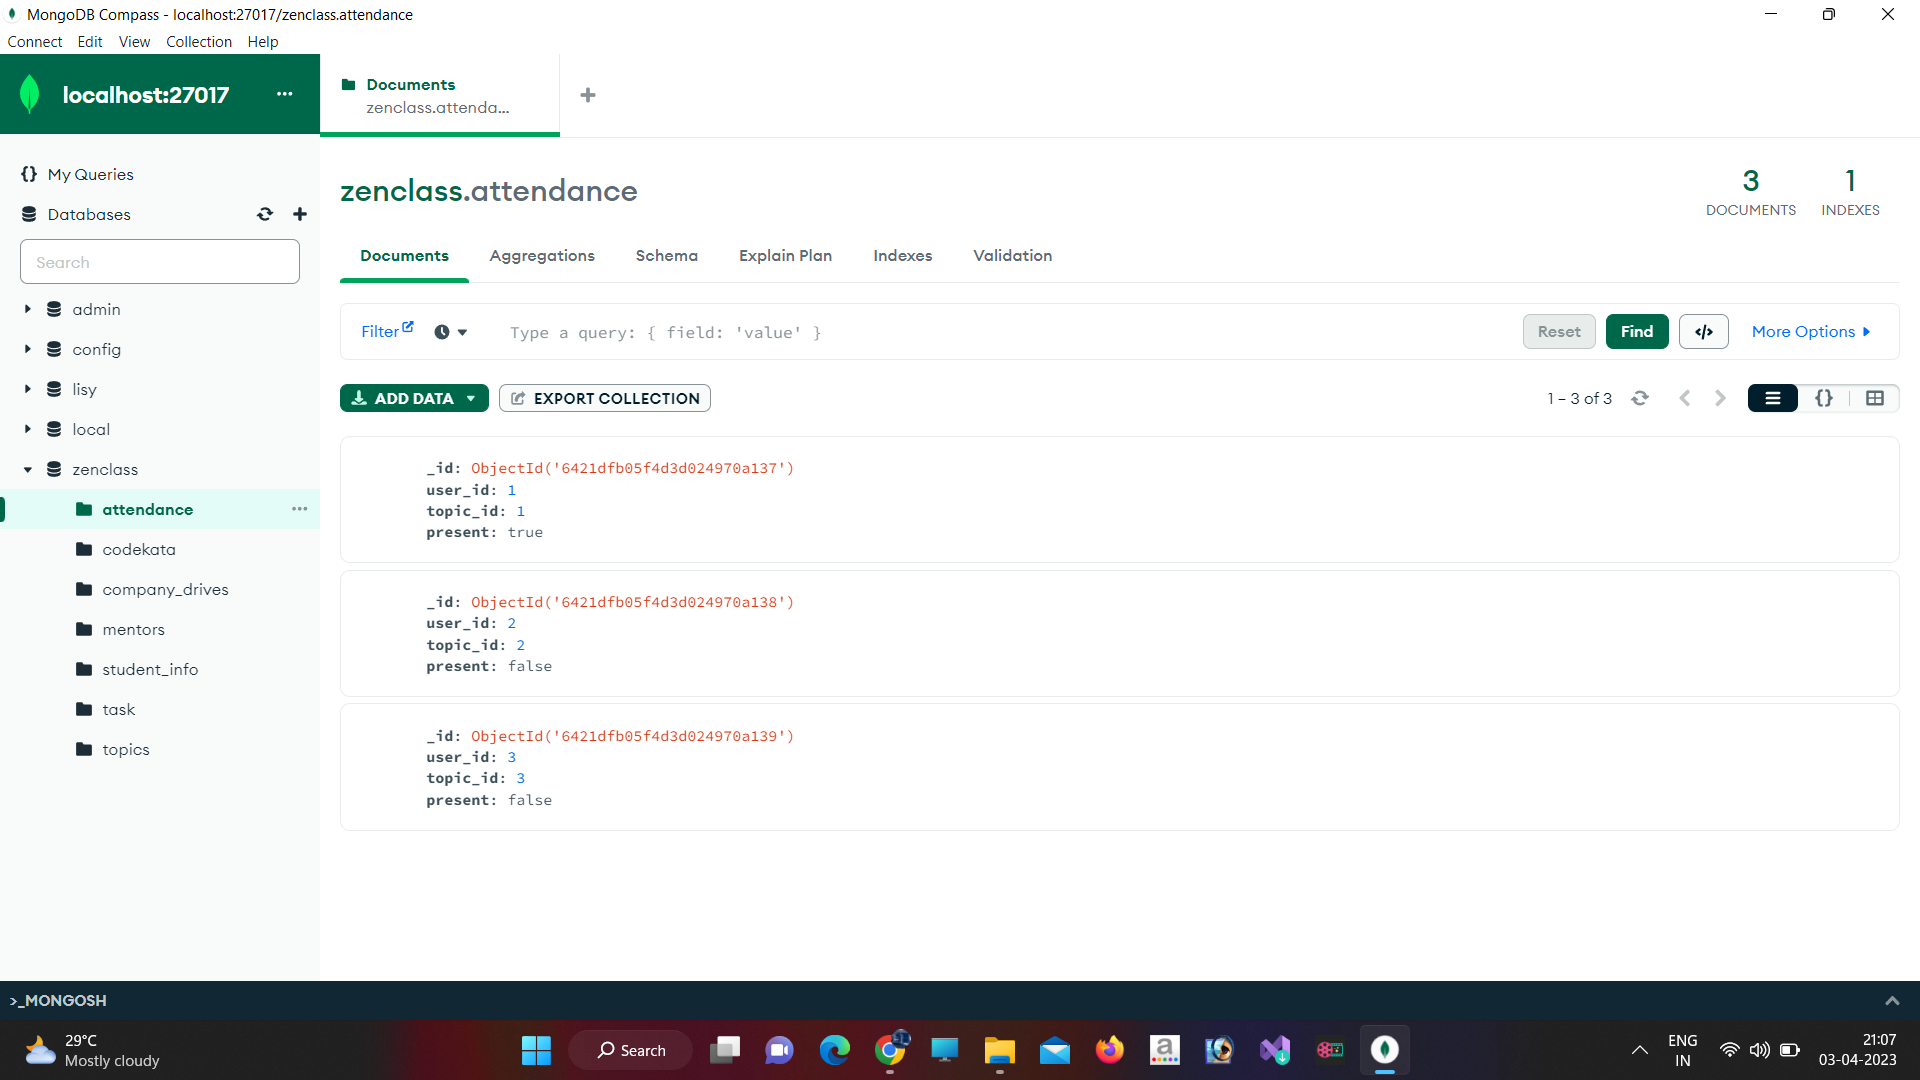 MongoDB Compass - localhost:27017/zenclass.attendance
Connect Edit View Collection Help
localhost:27017 ...
Documents
zenclass.attenda...
My Queries
Databases
Search
admin
config
lisy
local
zenclass
attendance
codekata
company_drives
mentors
student_info
task
topics
zenclass.attendance
3
DOCUMENTS
1
INDEXES
Documents Aggregations Schema Explain Plan Indexes Validation
Filter Type a query: { field: 'value' } Reset Find </> More Options
ADD DATA EXPORT COLLECTION 1 – 3 of 3 {}
_id: ObjectId('6421dfb05f4d3d024970a137')
user_id: 1
topic_id: 1
present: true
_id: ObjectId('6421dfb05f4d3d024970a138')
user_id: 2
topic_id: 2
present: false
_id: ObjectId('6421dfb05f4d3d024970a139')
user_id: 3
topic_id: 3
present: false
>_MONGOSH
29°C
Mostly cloudy
Search
a
ENG
IN
21:07
03-04-2023